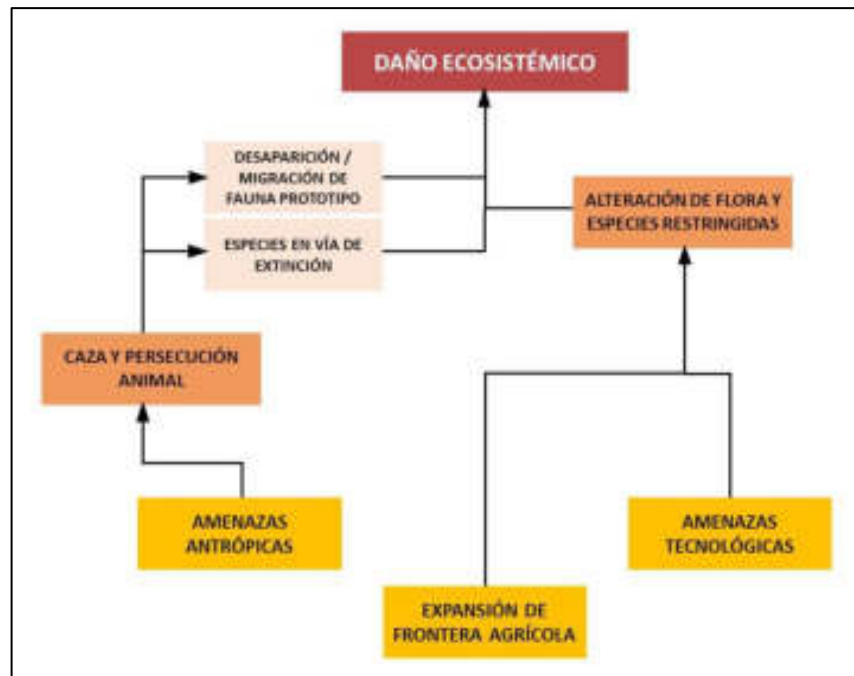 DAÑO ECOSISTÉMICO
DESAPARICIÓN /
MIGRACIÓN DE
FAUNA PROTOTIPO
ALTERACIÓN DE FLORA Y
ESPECIES RESTRINGIDAS
ESPECIES EN VÍA DE
EXTINCIÓN
CAZA Y PERSECUCIÓN
ANIMAL
AMENAZAS
ANTRÓPICAS
AMENAZAS
TECNOLÓGICAS
EXPANSIÓN DE
FRONTERA AGRÍCOLA